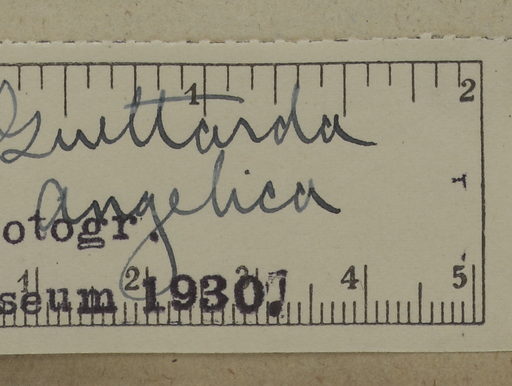 1 2
Guettarda
angelica
otogr.
1 2 3 4 5
seum 1930.